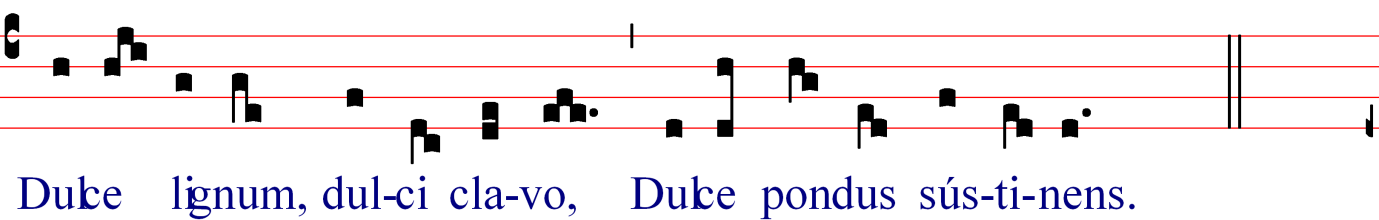 Dulce lignum, dul-ci cla-vo, Dulce pondus sús-ti-nens.